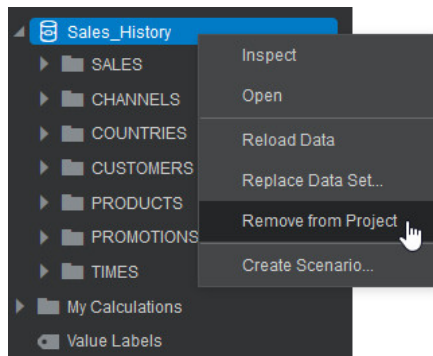 Sales_History
SALES
CHANNELS
COUNTRIES
CUSTOMERS
PRODUCTS
PROMOTIONS
TIMES
My Calculations
Value Labels
Inspect
Open
Reload Data
Replace Data Set...
Remove from Project
Create Scenario...